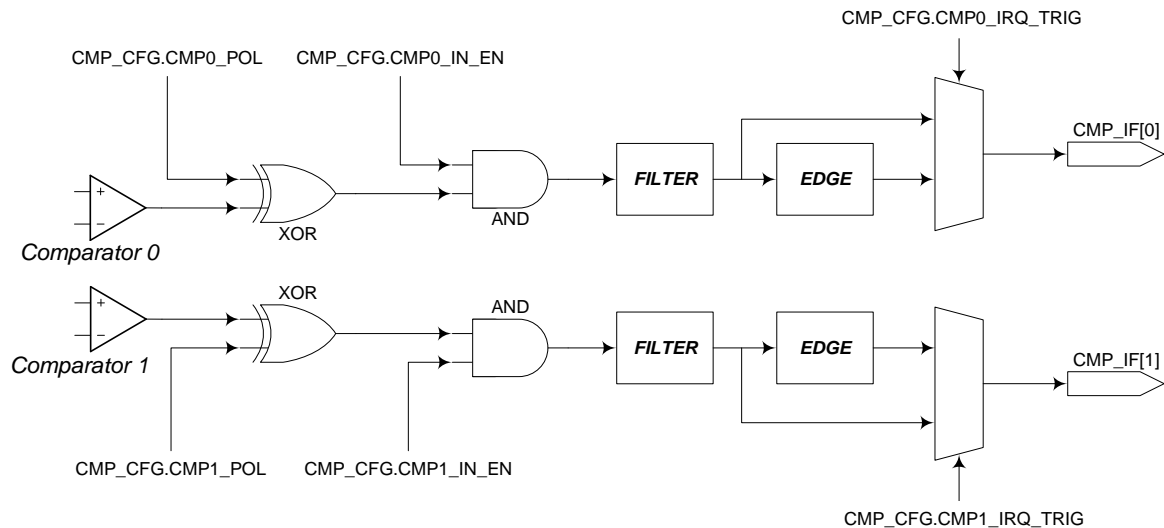 CMP_CFG.CMP0_IRQ_TRIG
CMP_CFG.CMP0_POL
CMP_CFG.CMP0_IN_EN
CMP_IF[0]
FILTER
EDGE
+
−
AND
XOR
Comparator 0
XOR
AND
+
−
FILTER
EDGE
Comparator 1
CMP_IF[1]
CMP_CFG.CMP1_POL
CMP_CFG.CMP1_IN_EN
CMP_CFG.CMP1_IRQ_TRIG